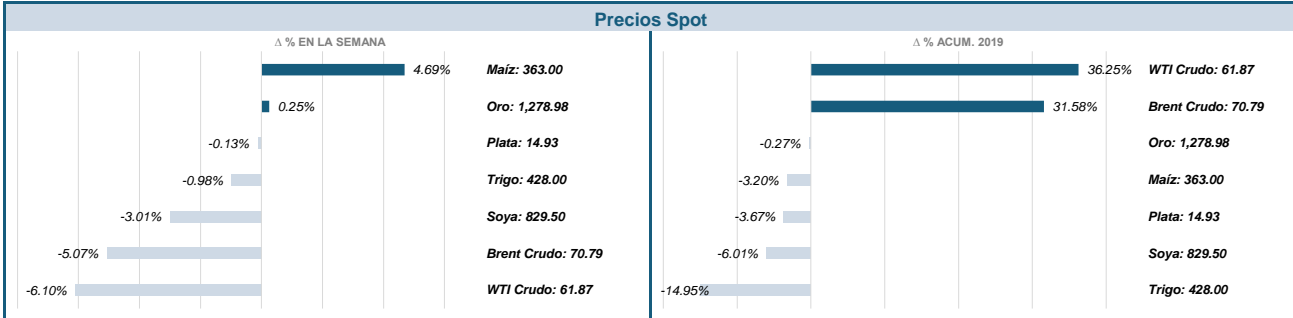 Precios Spot
Δ % EN LA SEMANA
4.69% Maíz: 363.00
0.25% Oro: 1,278.98
-0.13% Plata: 14.93
-0.98% Trigo: 428.00
-3.01% Soya: 829.50
-5.07% Brent Crudo: 70.79
-6.10% WTI Crudo: 61.87
Δ % ACUM. 2019
36.25% WTI Crudo: 61.87
31.58% Brent Crudo: 70.79
-0.27% Oro: 1,278.98
-3.20% Maíz: 363.00
-3.67% Plata: 14.93
-6.01% Soya: 829.50
-14.95% Trigo: 428.00